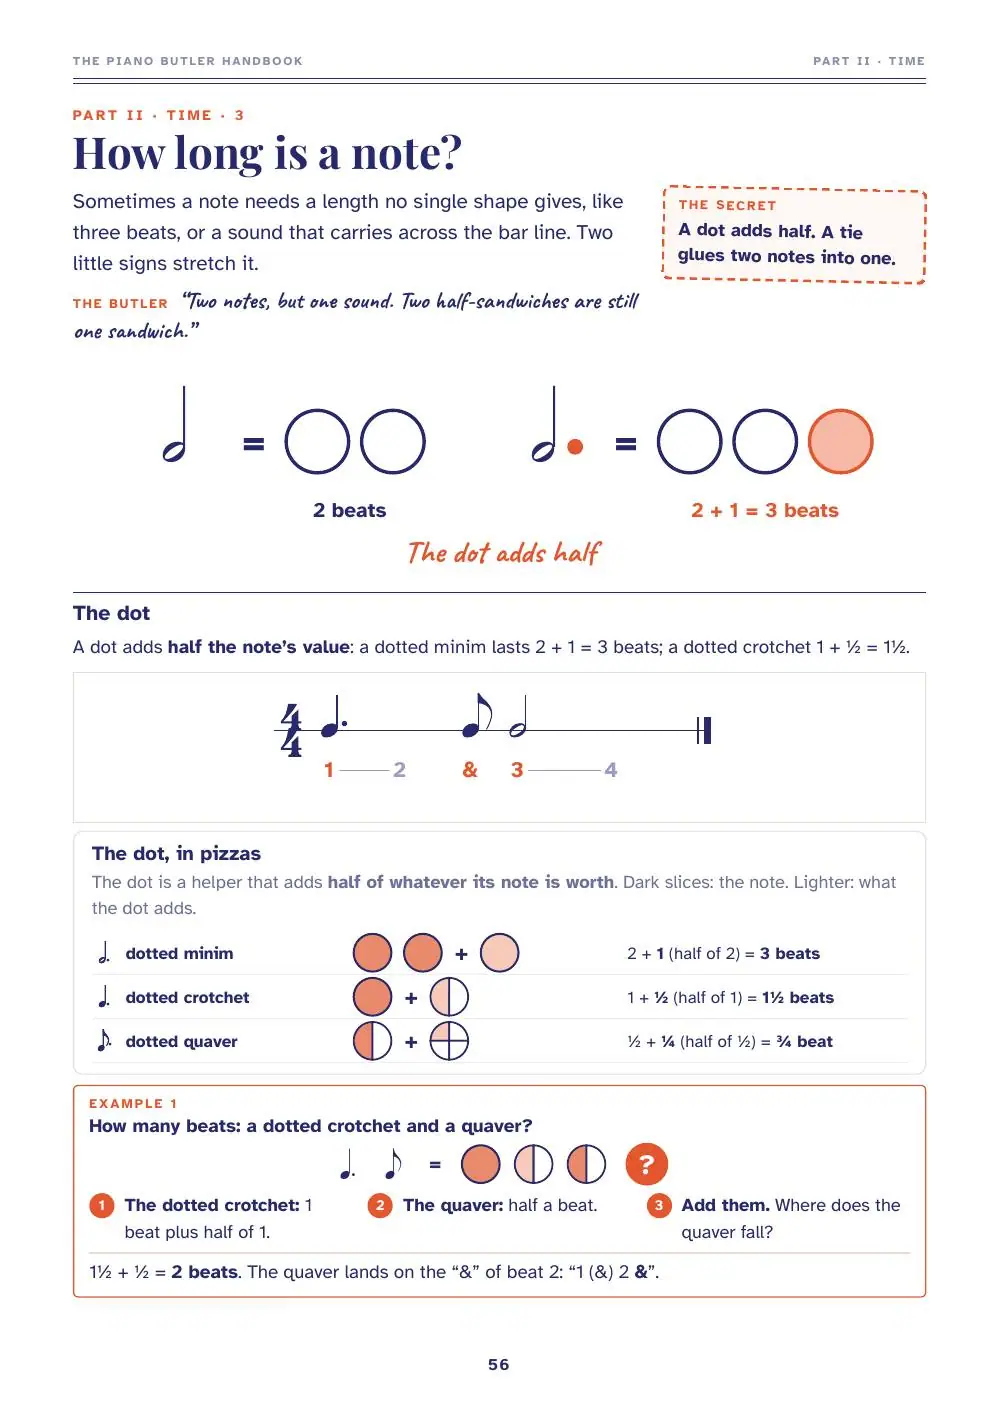 THE PIANO BUTLER HANDBOOK
PART II · TIME
PART II · TIME · 3
How long is a note?
Sometimes a note needs a length no single shape gives, like
three beats, or a sound that carries across the bar line. Two
little signs stretch it.
THE SECRET
A dot adds half. A tie
glues two notes into one.
THE BUTLER “Two notes, but one sound. Two half-sandwiches are still
one sandwich.”
= =
2 beats
2 + 1 = 3 beats
The dot adds half
The dot
A dot adds half the note’s value: a dotted minim lasts 2 + 1 = 3 beats; a dotted crotchet 1 + ½ = 1½.
4
4
1 2 & 3 4
The dot, in pizzas
The dot is a helper that adds half of whatever its note is worth. Dark slices: the note. Lighter: what
the dot adds.
dotted minim + 2 + 1 (half of 2) = 3 beats
dotted crotchet + 1 + ½ (half of 1) = 1½ beats
dotted quaver + ½ + ¼ (half of ½) = ¾ beat
EXAMPLE 1
How many beats: a dotted crotchet and a quaver?
= ?
1 The dotted crotchet: 1
beat plus half of 1.
2 The quaver: half a beat.
3 Add them. Where does the
quaver fall?
1½ + ½ = 2 beats. The quaver lands on the “&” of beat 2: “1 (&) 2 &”.
56